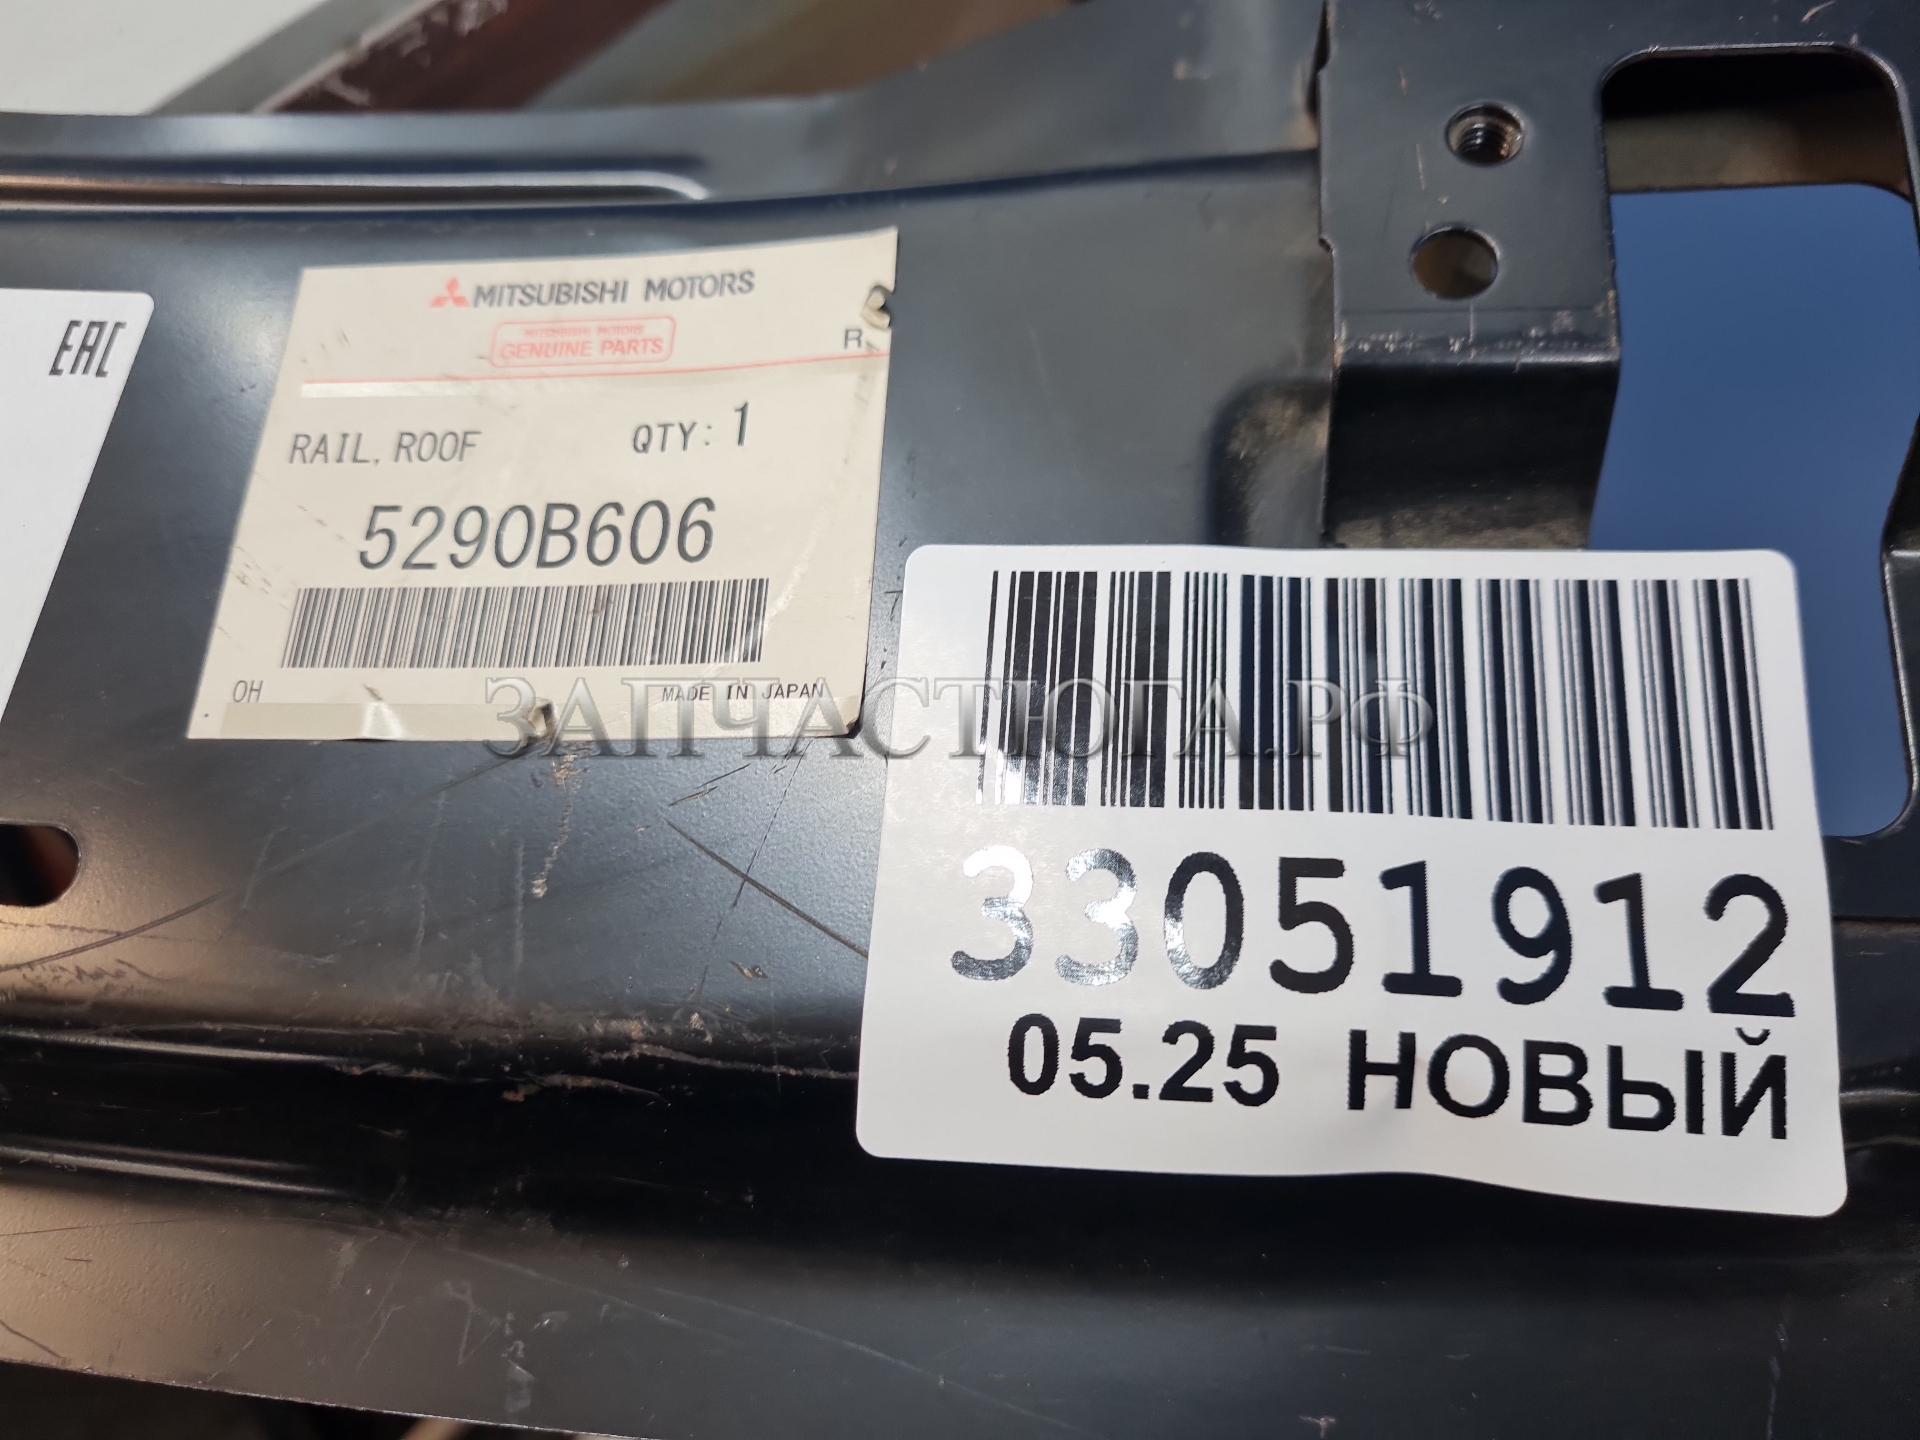 EAC
MITSUBISHI MOTORS
MITSUBISHI MOTORS
GENUINE PARTS
R
RAIL, ROOF QTY: 1
5290B606
OH MADE IN JAPAN
ЗАПЧАСТЮГА.РФ
33051912
05.25 НОВЫЙ